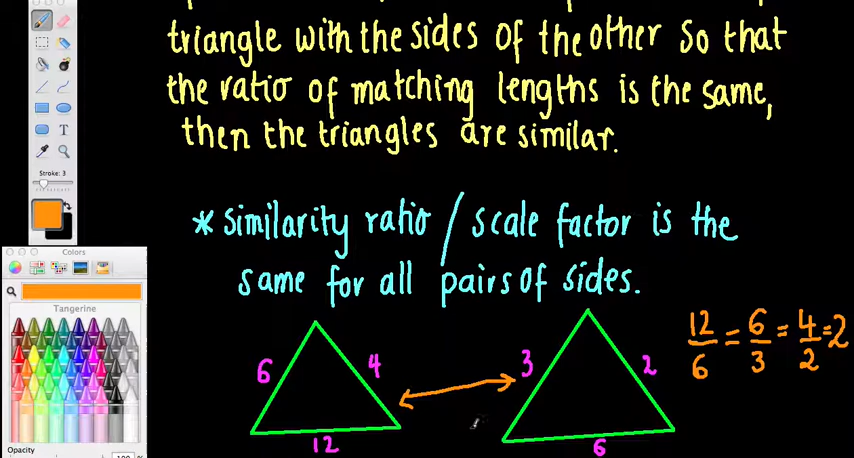 triangle with the sides of the other so that
the ratio of matching lengths is the same,
then the triangles are similar.
Stroke: 3
* similarity ratio / scale factor is the
same for all pairs of sides.
Colors
Tangerine
12/6 = 6/3 = 4/2 = 2
6 4 3 2
12 6
Opacity
100%